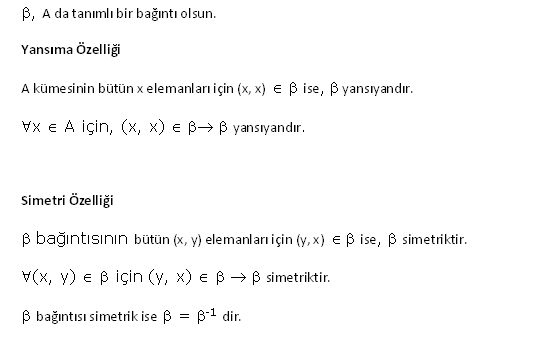 β, A da tanımlı bir bağıntı olsun.
Yansıma Özelliği
A kümesinin bütün x elemanları için (x, x) ∈ β ise, β yansıyandır.
∀x ∈ A için, (x, x) ∈ β→ β yansıyandır.
Simetri Özelliği
β bağıntısının bütün (x, y) elemanları için (y, x) ∈ β ise, β simetriktir.
∀(x, y) ∈ β için (y, x) ∈ β → β simetriktir.
β bağıntısı simetrik ise β = β⁻¹ dir.